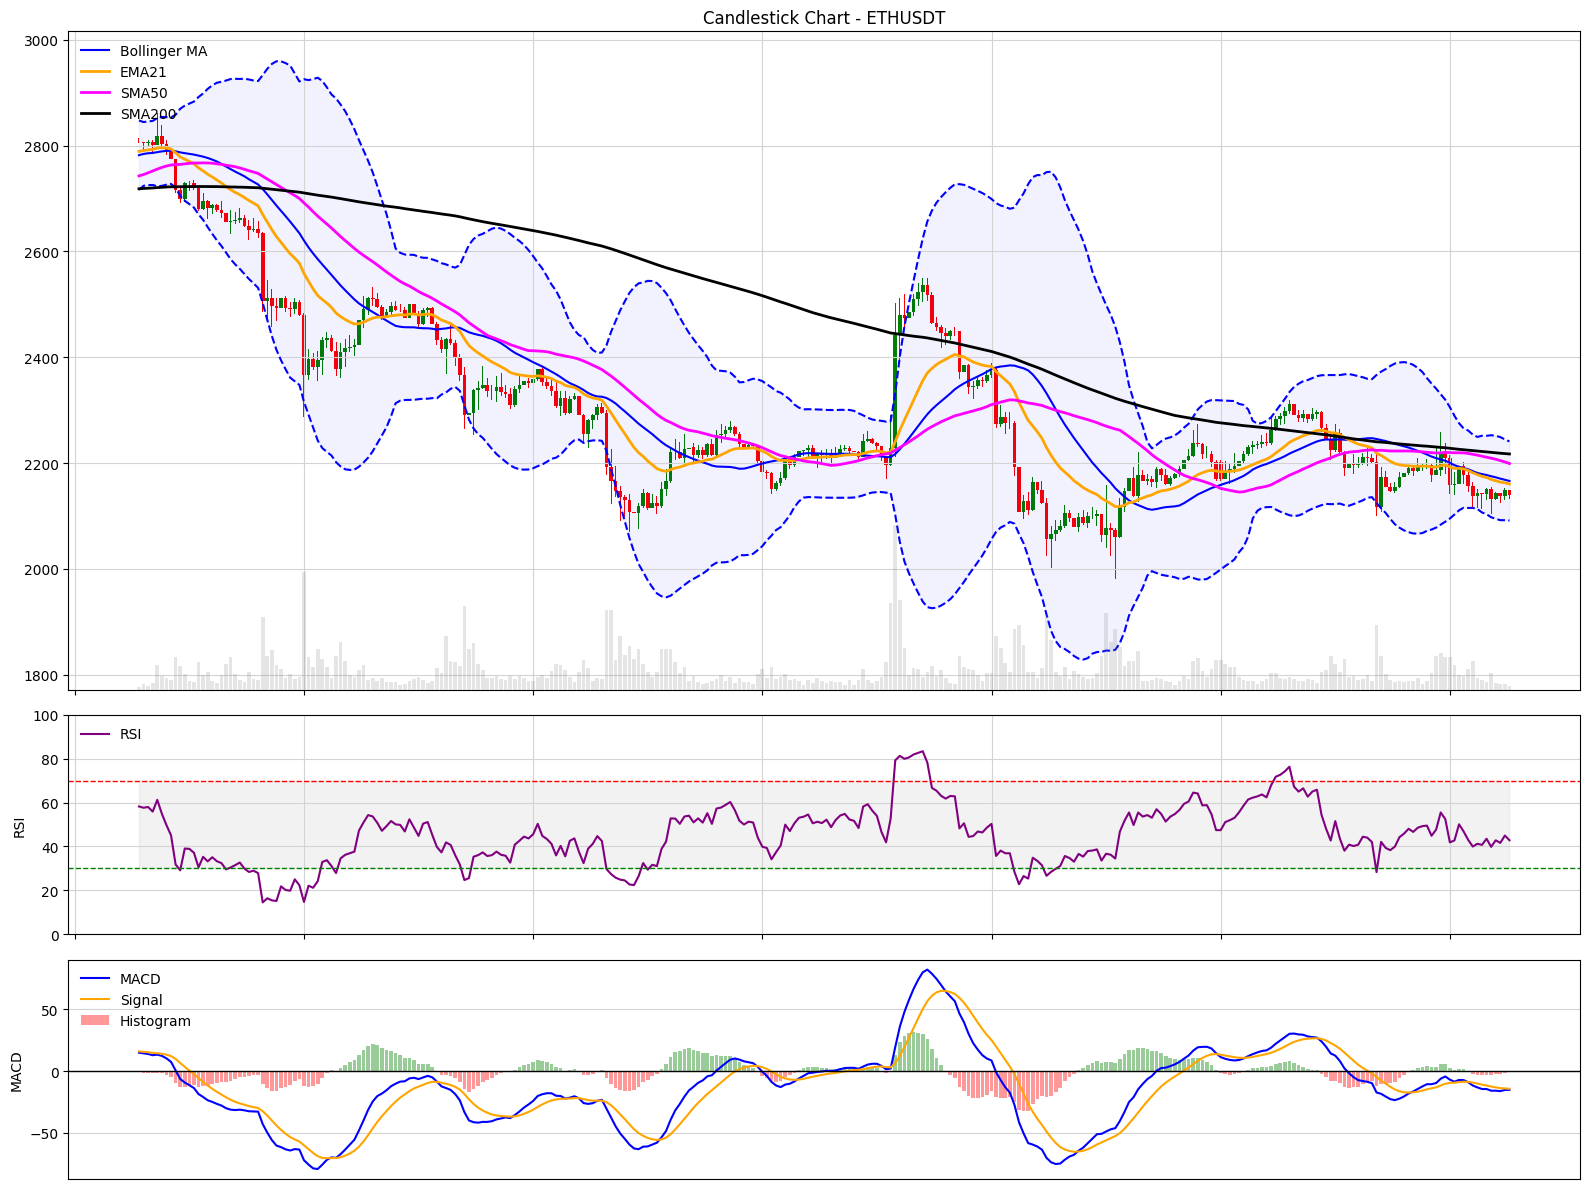 Candlestick Chart - ETHUSDT
3000
2800
2600
2400
2200
2000
1800
Bollinger MA
EMA21
SMA50
SMA200
100
80
60
40
20
0
RSI
RSI
50
0
−50
MACD
MACD
Signal
Histogram